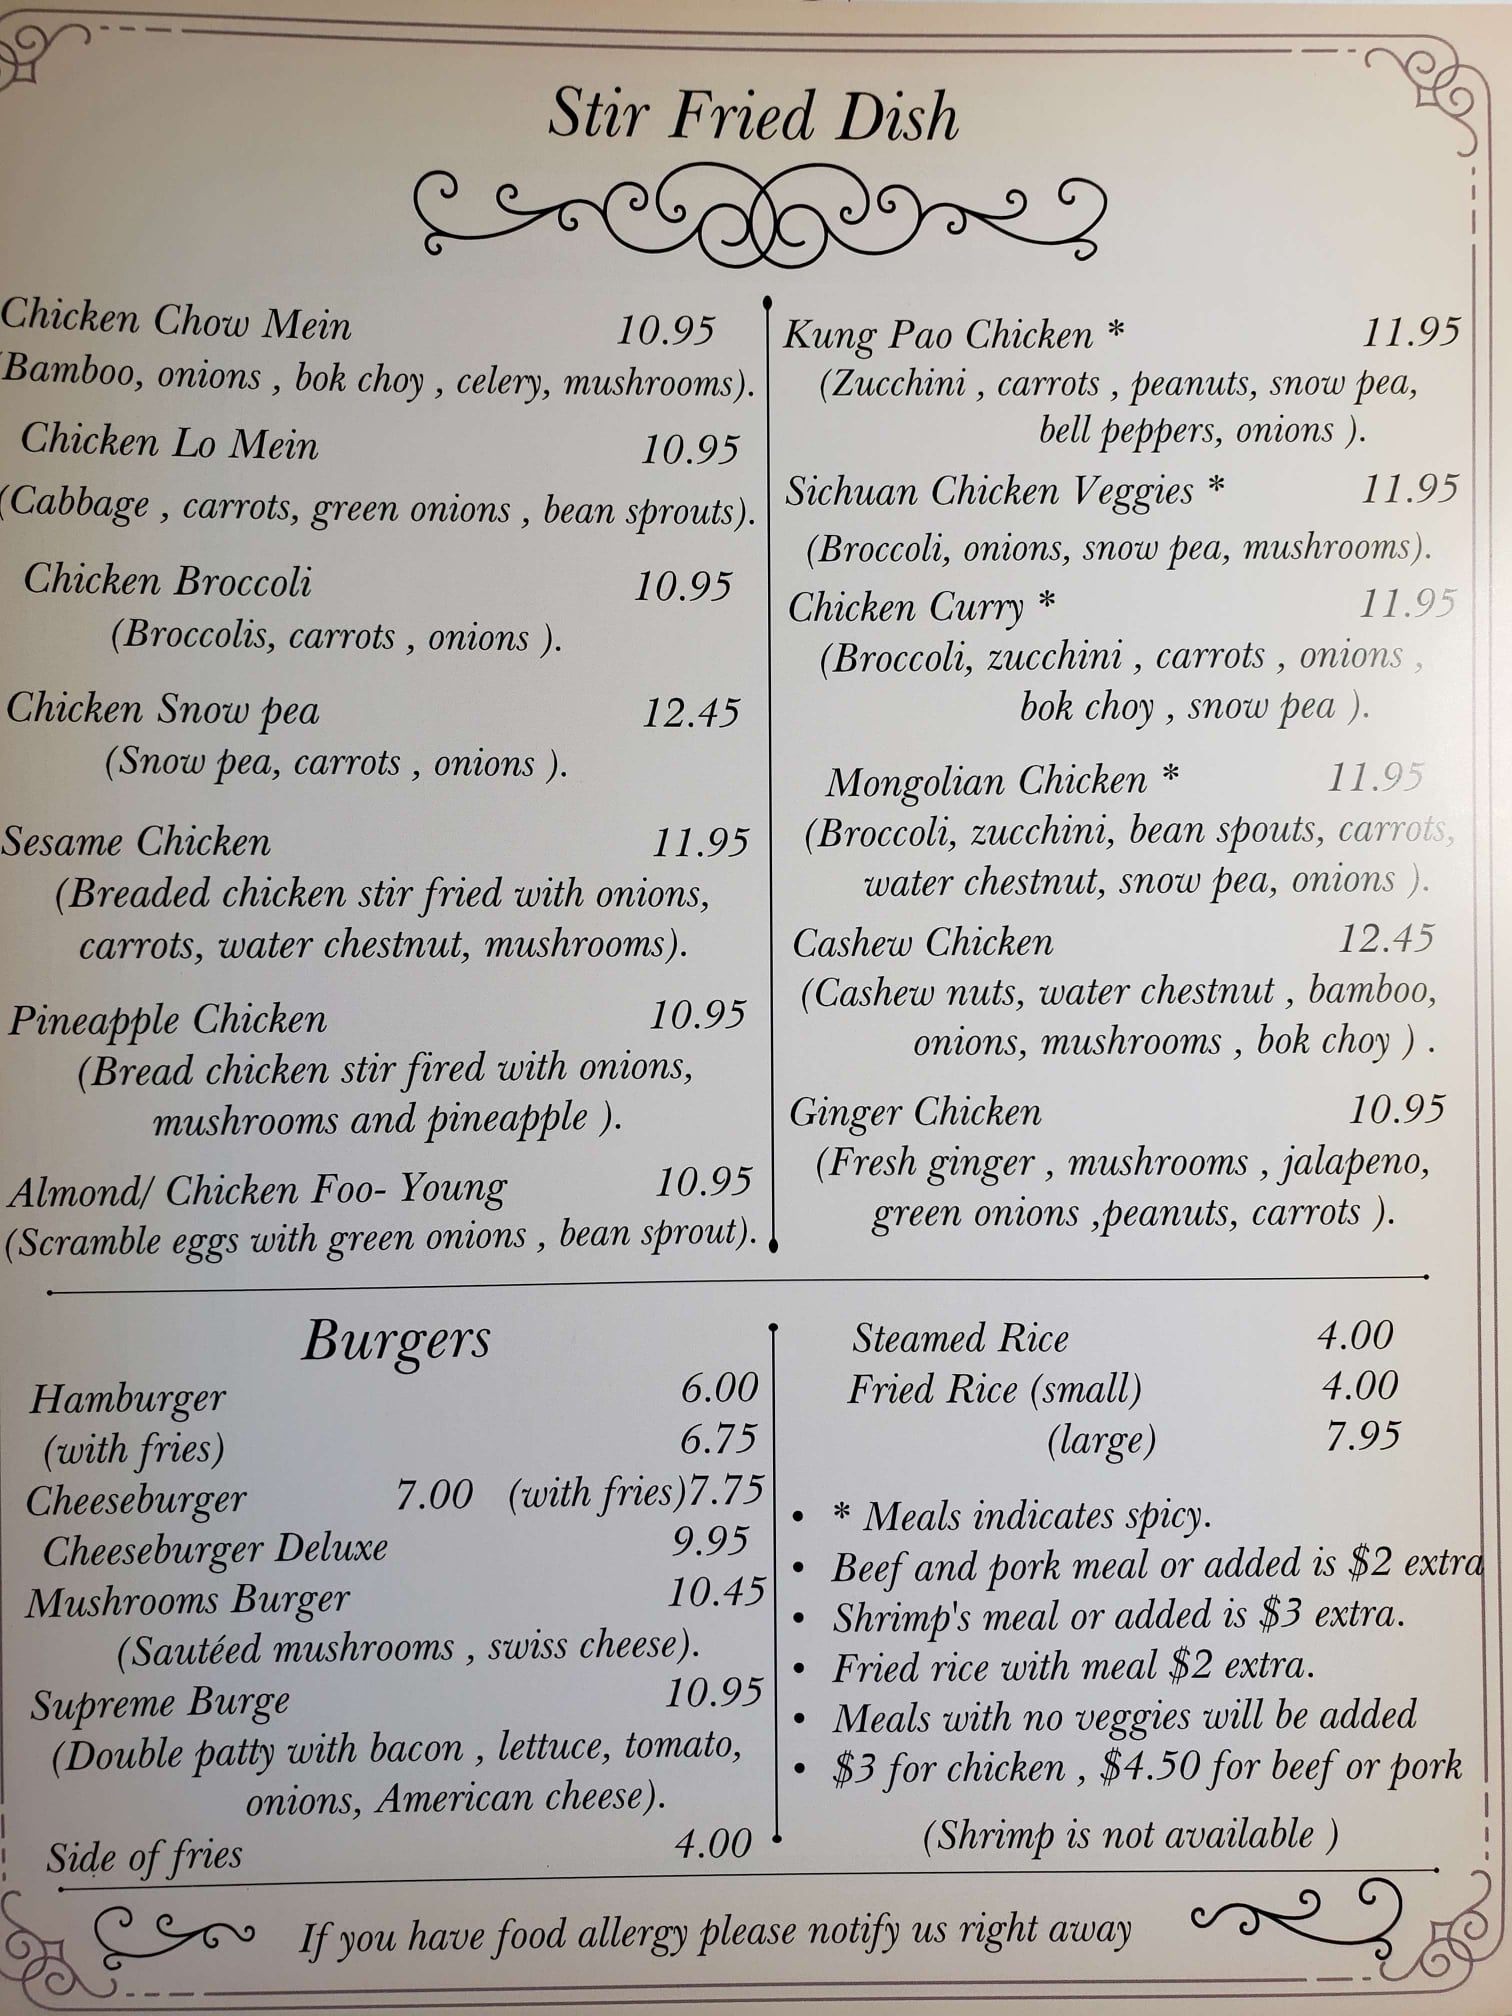 Stir Fried Dish
Chicken Chow Mein 10.95
(Bamboo, onions , bok choy , celery, mushrooms).
Chicken Lo Mein 10.95
(Cabbage , carrots, green onions , bean sprouts).
Chicken Broccoli 10.95
(Broccolis, carrots , onions ).
Chicken Snow pea 12.45
(Snow pea, carrots , onions ).
Sesame Chicken 11.95
(Breaded chicken stir fried with onions,
carrots, water chestnut, mushrooms).
Pineapple Chicken 10.95
(Bread chicken stir fired with onions,
mushrooms and pineapple ).
Almond/ Chicken Foo- Young 10.95
(Scramble eggs with green onions , bean sprout).
Kung Pao Chicken * 11.95
(Zucchini , carrots , peanuts, snow pea,
bell peppers, onions ).
Sichuan Chicken Veggies * 11.95
(Broccoli, onions, snow pea, mushrooms).
Chicken Curry * 11.95
(Broccoli, zucchini , carrots , onions ,
bok choy , snow pea ).
Mongolian Chicken * 11.95
(Broccoli, zucchini, bean spouts, carrots,
water chestnut, snow pea, onions ).
Cashew Chicken 12.45
(Cashew nuts, water chestnut , bamboo,
onions, mushrooms , bok choy ) .
Ginger Chicken 10.95
(Fresh ginger , mushrooms , jalapeno,
green onions ,peanuts, carrots ).
Burgers
Hamburger 6.00
(with fries) 6.75
Cheeseburger 7.00 (with fries)7.75
Cheeseburger Deluxe 9.95
Mushrooms Burger 10.45
(Sautéed mushrooms , swiss cheese).
Supreme Burge 10.95
(Double patty with bacon , lettuce, tomato,
onions, American cheese).
Side of fries 4.00
Steamed Rice 4.00
Fried Rice (small) 4.00
(large) 7.95
• * Meals indicates spicy.
• Beef and pork meal or added is $2 extra
• Shrimp's meal or added is $3 extra.
• Fried rice with meal $2 extra.
• Meals with no veggies will be added
• $3 for chicken , $4.50 for beef or pork
(Shrimp is not available )
If you have food allergy please notify us right away